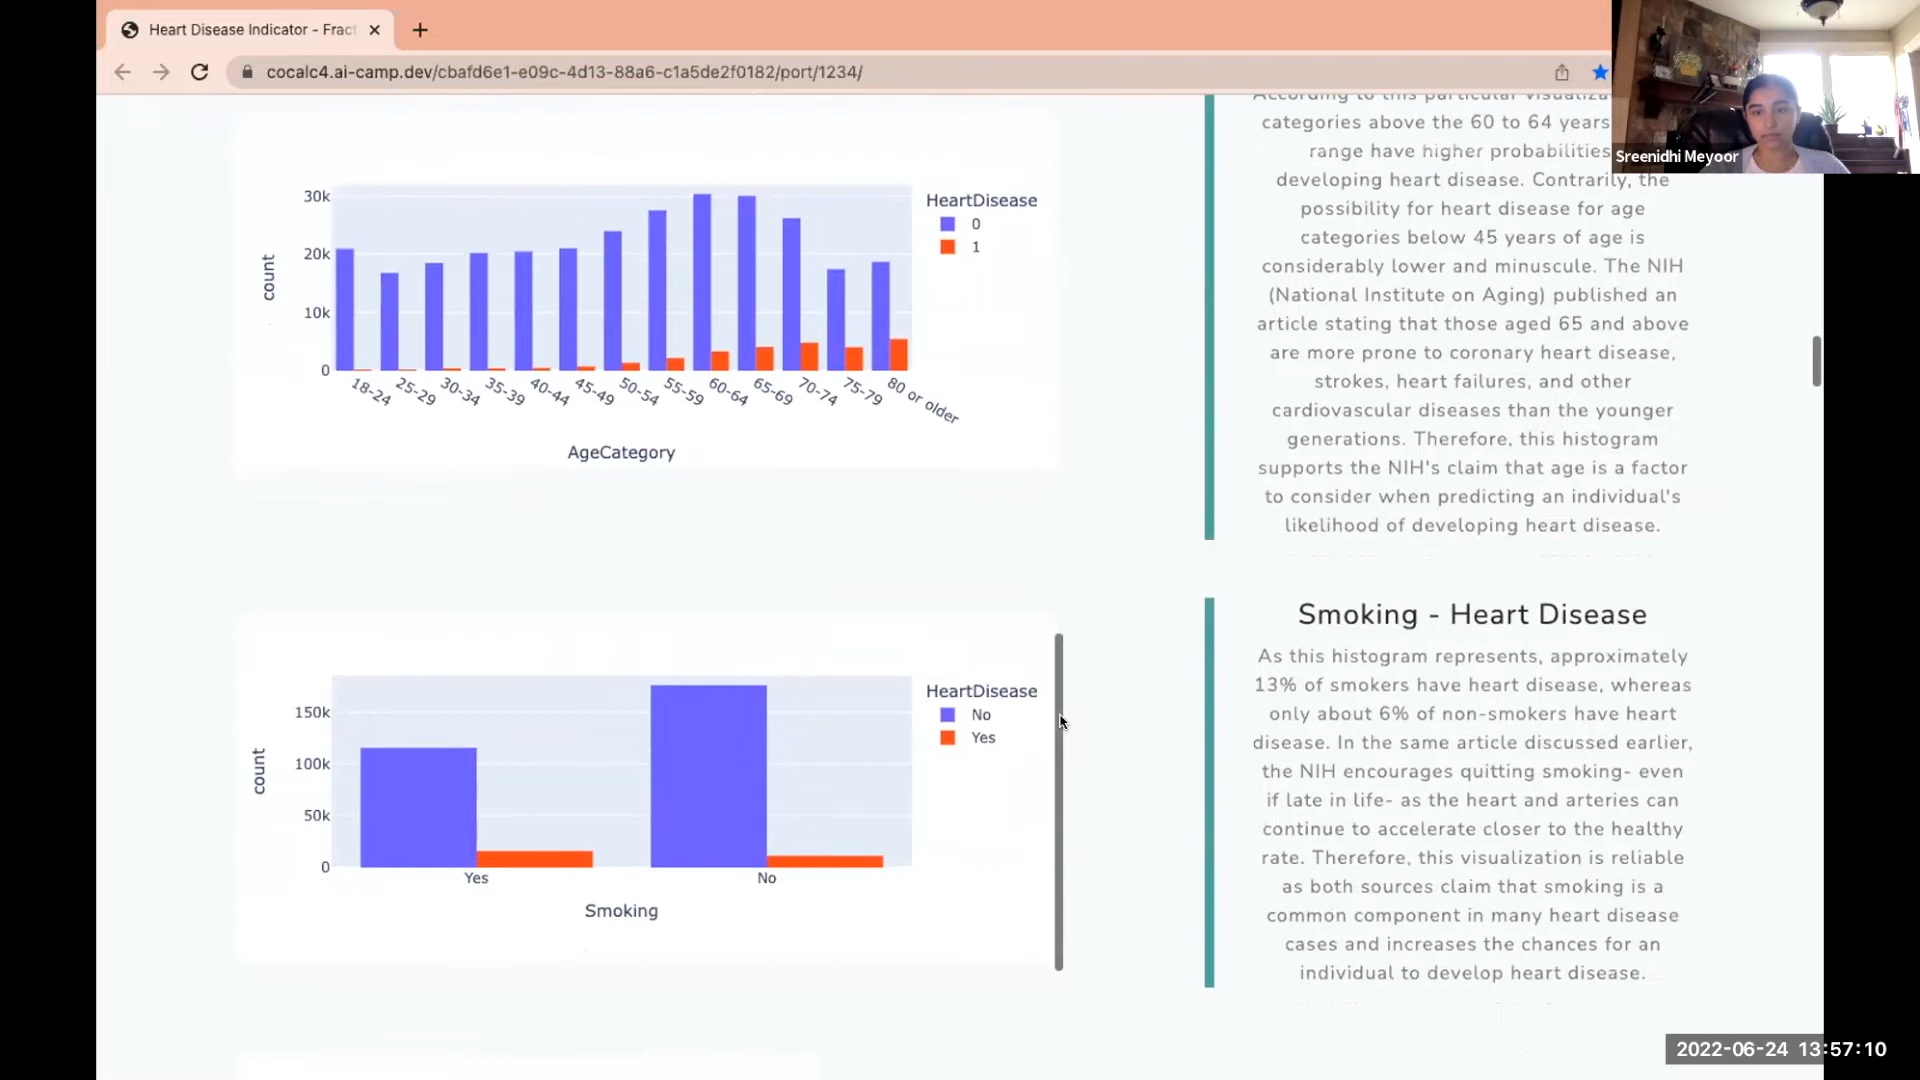 Heart Disease Indicator - Fract
cocalc4.ai-camp.dev/cbafd6e1-e09c-4d13-88a6-c1a5de2f0182/port/1234/
Sreenidhi Meyoor
30k
20k
10k
0
count
18-24
25-29
30-34
35-39
40-44
45-49
50-54
55-59
60-64
65-69
70-74
75-79
80 or older
AgeCategory
HeartDisease
0
1
According to this particular
categories above the 60 to 64 years
range have higher probabilities
developing heart disease. Contrarily, the
possibility for heart disease for age
categories below 45 years of age is
considerably lower and minuscule. The NIH
(National Institute on Aging) published an
article stating that those aged 65 and above
are more prone to coronary heart disease,
strokes, heart failures, and other
cardiovascular diseases than the younger
generations. Therefore, this histogram
supports the NIH's claim that age is a factor
to consider when predicting an individual's
likelihood of developing heart disease.
150k
100k
50k
0
count
Yes
No
Smoking
HeartDisease
No
Yes
Smoking - Heart Disease
As this histogram represents, approximately
13% of smokers have heart disease, whereas
only about 6% of non-smokers have heart
disease. In the same article discussed earlier,
the NIH encourages quitting smoking- even
if late in life- as the heart and arteries can
continue to accelerate closer to the healthy
rate. Therefore, this visualization is reliable
as both sources claim that smoking is a
common component in many heart disease
cases and increases the chances for an
individual to develop heart disease.
2022-06-24 13:57:10